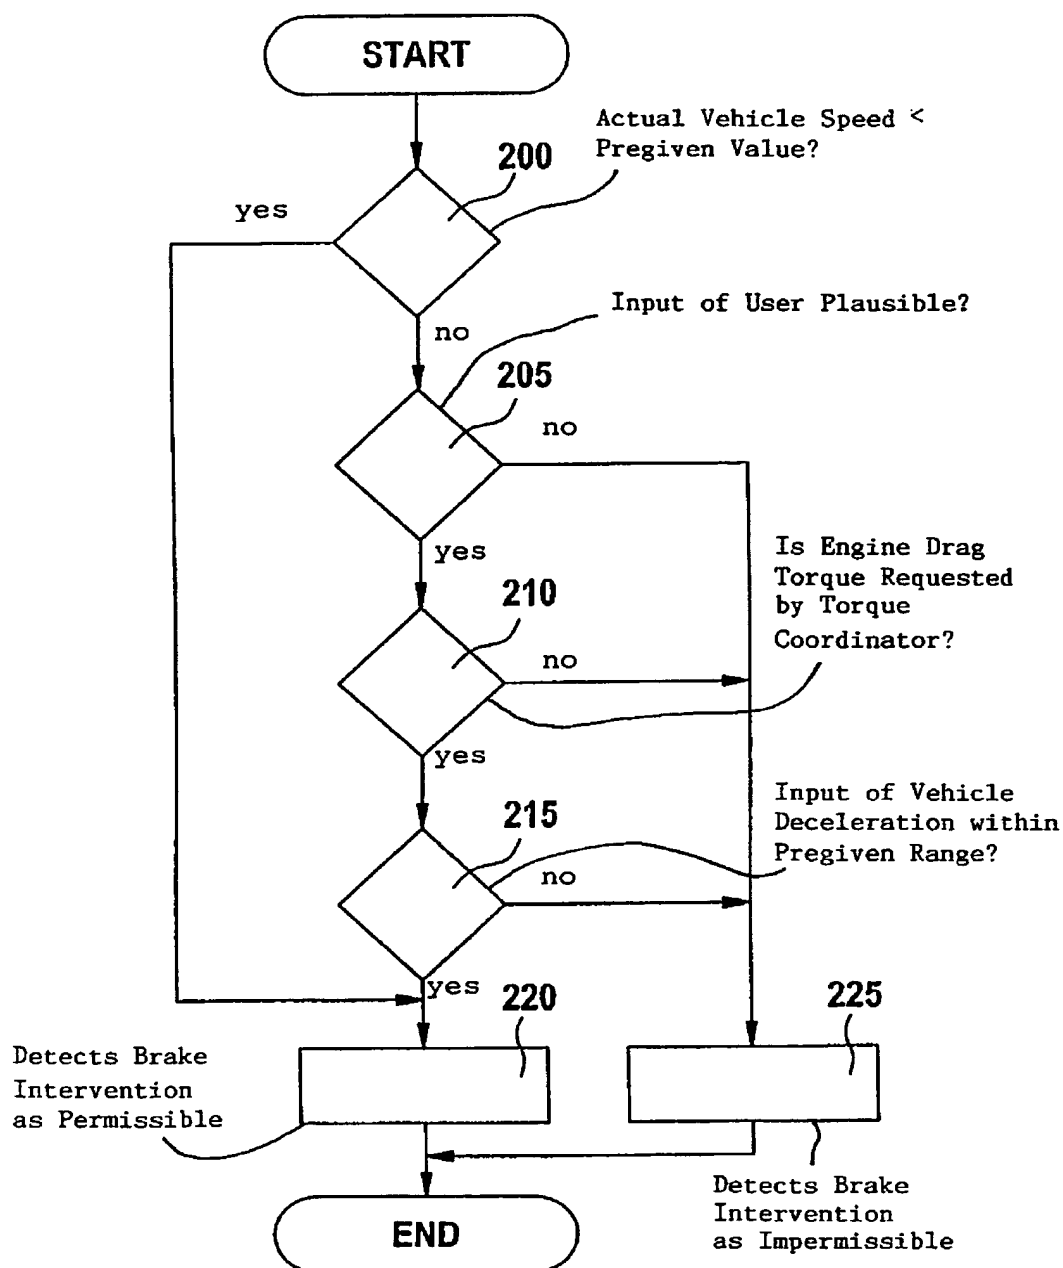 START
Actual Vehicle Speed <
Pregiven Value?
200
yes
Input of User Plausible?
no
205
no
yes
Is Engine Drag
Torque Requested
by Torque
Coordinator?
210
no
yes
Input of Vehicle
Deceleration within
Pregiven Range?
215
no
yes
220
225
Detects Brake
Intervention
as Permissible
Detects Brake
Intervention
as Impermissible
END